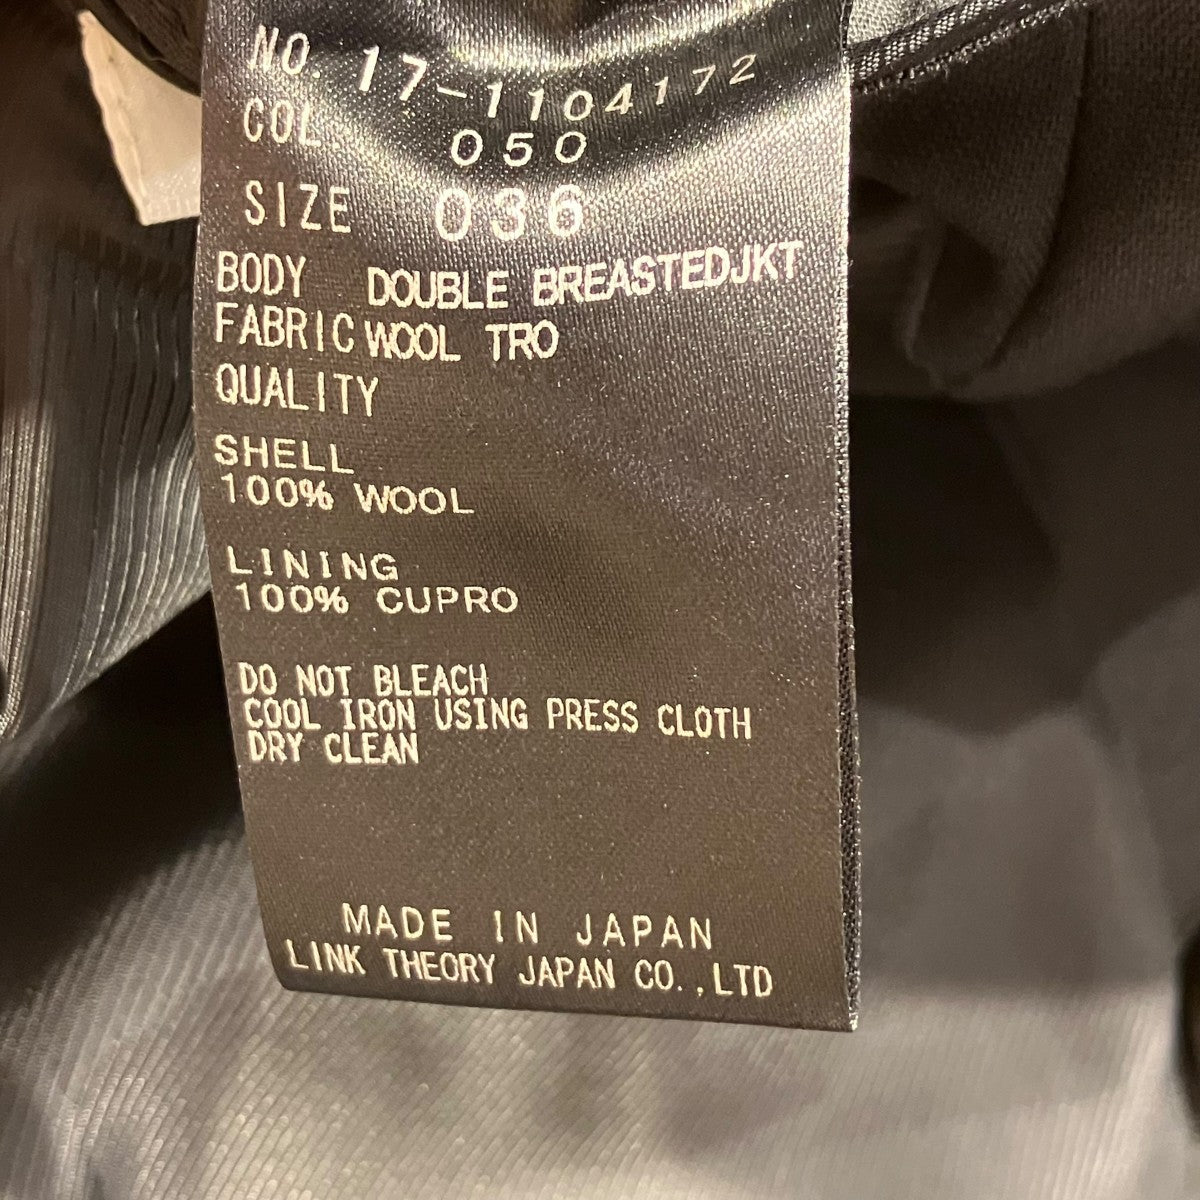 NO. 17-1104172
COL 050
SIZE 036
BODY DOUBLE BREASTEDJKT
FABRIC WOOL TRO
QUALITY
SHELL
100% WOOL
LINING
100% CUPRO
DO NOT BLEACH
COOL IRON USING PRESS CLOTH
DRY CLEAN
MADE IN JAPAN
LINK THEORY JAPAN CO.,LTD